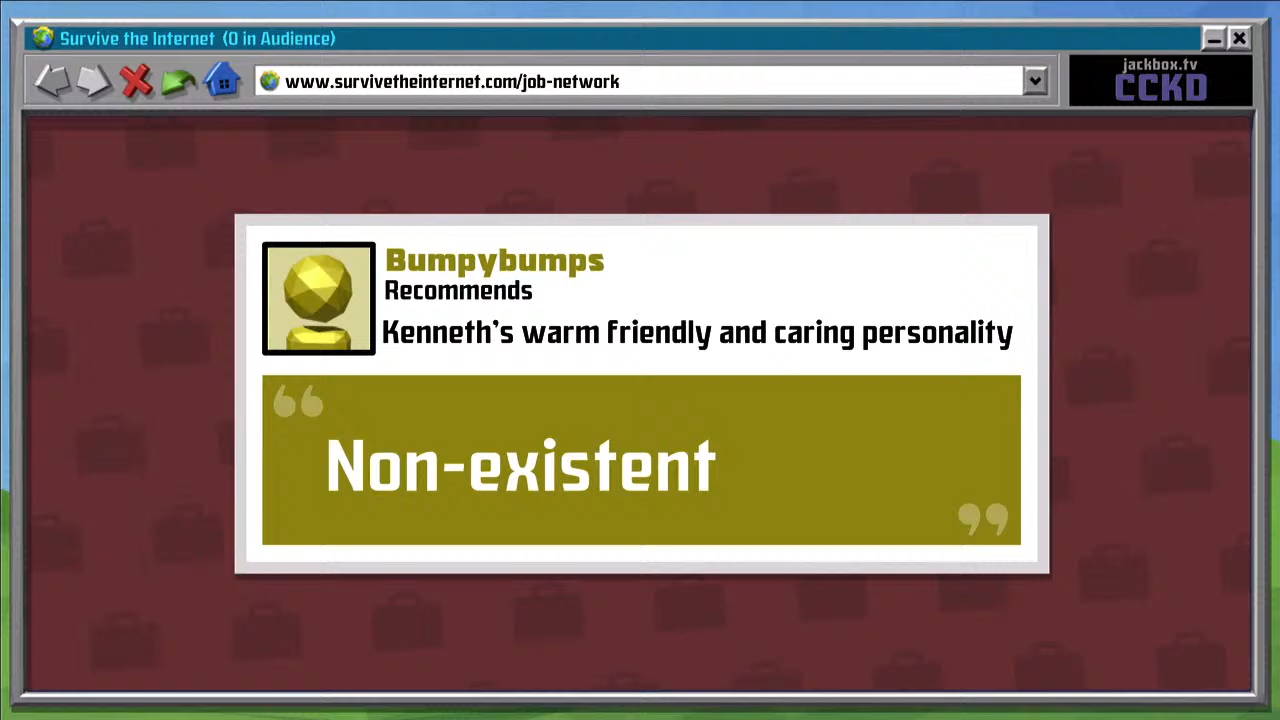 Survive the Internet (0 in Audience)
www.survivetheinternet.com/job-network
jackbox.tv
CCKD
Bumpybumps
Recommends
Kenneth's warm friendly and caring personality
“
Non-existent
”